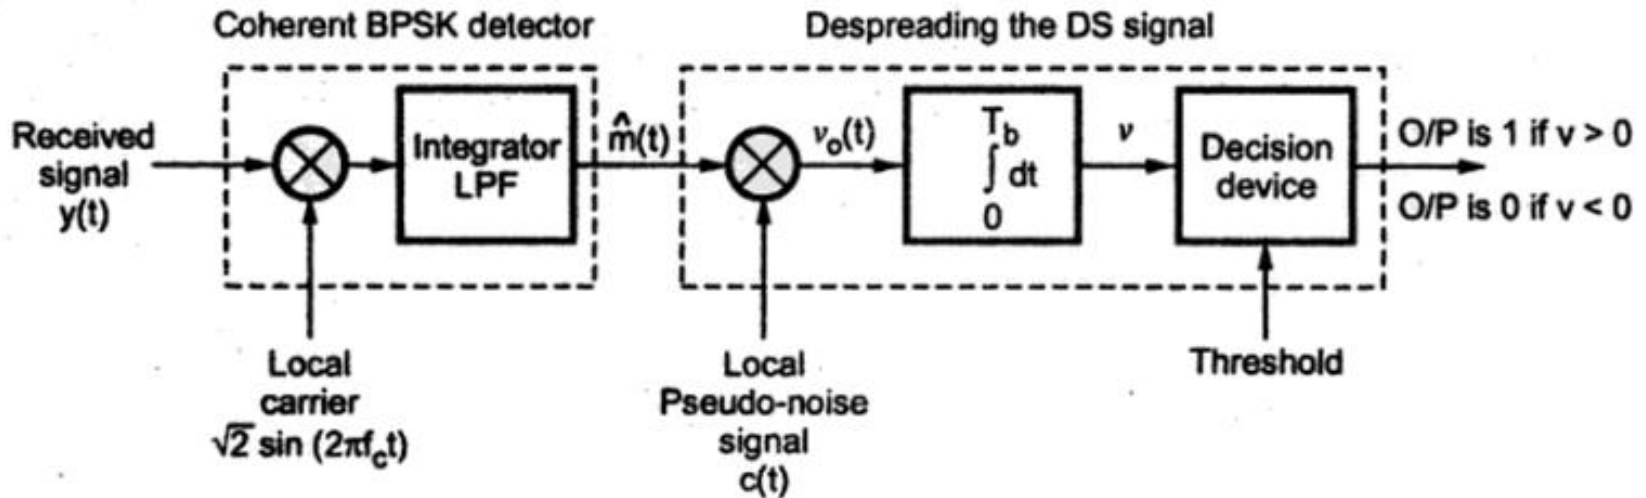 Coherent BPSK detector
Despreading the DS signal
Received
signal
y(t)
Integrator
LPF
m̂(t)
νₒ(t)
T_b
∫ dt
0
ν
Decision
device
O/P is 1 if v > 0
O/P is 0 if v < 0
Local
carrier
√2 sin (2πf_ct)
Local
Pseudo-noise
signal
c(t)
Threshold